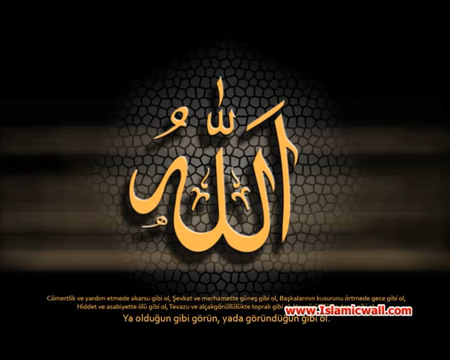 الله
Cömertlik ve yardım etmede akarsu gibi ol, Şevkat ve merhamette güneş gibi ol, Başkalarının kusurunu örtmede gece gibi ol,
Hiddet ve asabiyette ölü gibi ol, Tevazu ve alçakgönüllülükte toprak gibi ol,
www.Islamicwall.com
Ya olduğun gibi görün, yada göründüğün gibi ol.